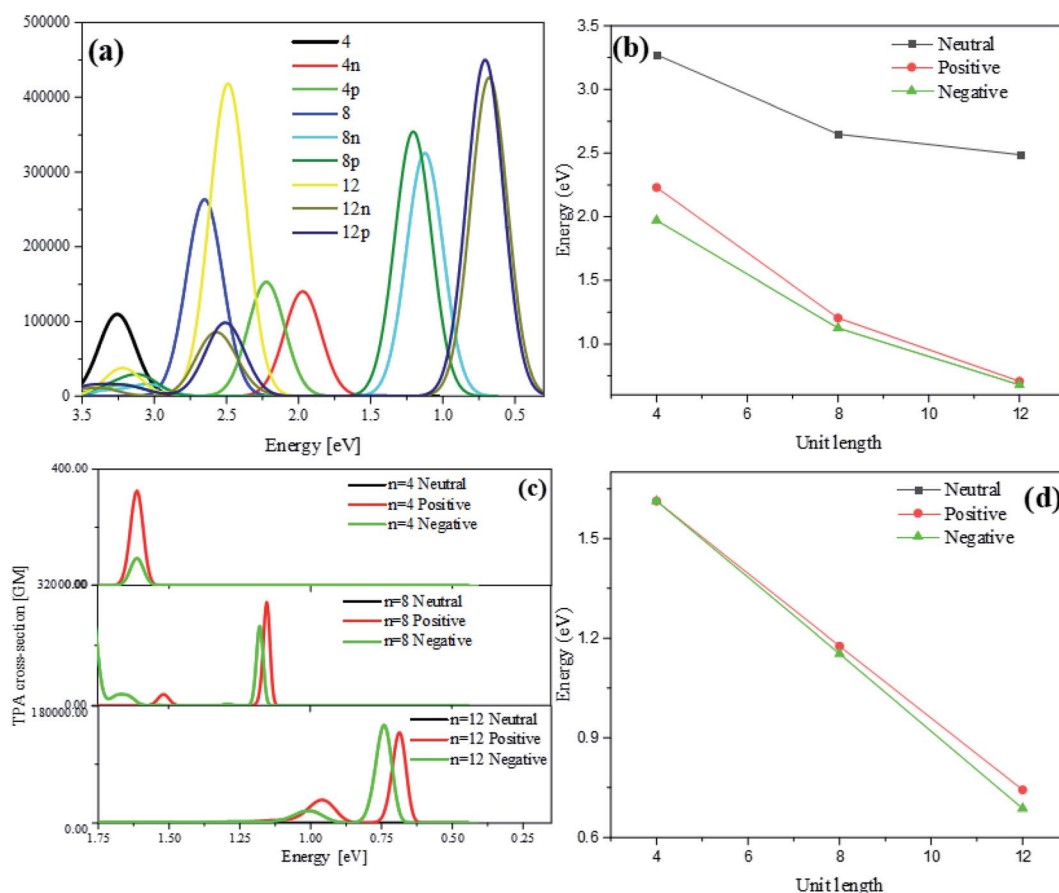 (a)
500000
400000
300000
200000
100000
0
4
4n
4p
8
8n
8p
12
12n
12p
3.5 3.0 2.5 2.0 1.5 1.0 0.5
Energy [eV]
(b)
3.5
3.0
2.5
2.0
1.5
1.0
Energy (eV)
Neutral
Positive
Negative
4 6 8 10 12
Unit length
(c)
400.00
n=4 Neutral
n=4 Positive
n=4 Negative
TPA cross-section [GM]
n=8 Neutral
n=8 Positive
n=8 Negative
0.00
180000.00
n=12 Neutral
n=12 Positive
n=12 Negative
0.00
1.75 1.50 1.25 1.00 0.75 0.50 0.25
Energy [eV]
(d)
1.5
1.2
0.9
0.6
Energy (eV)
Neutral
Positive
Negative
4 6 8 10 12
Unit length